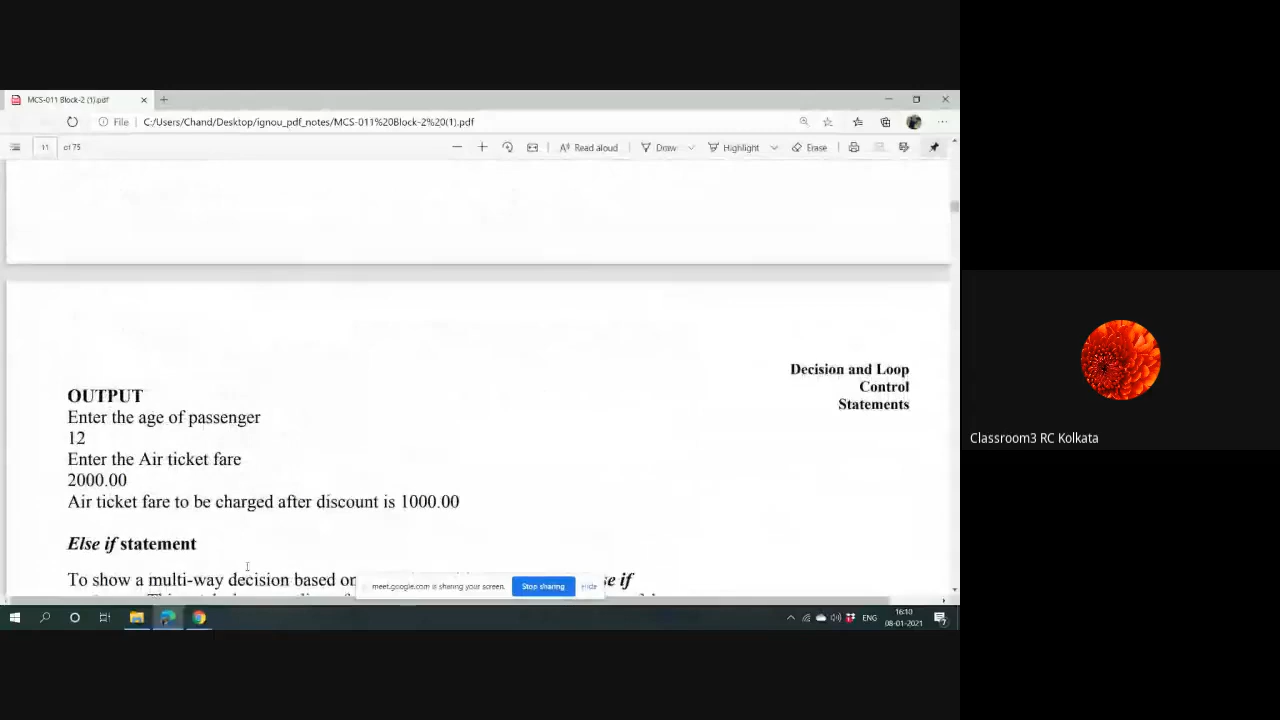 MCS-011 Block-2 (1).pdf
File
C:/Users/Chand/Desktop/ignou_pdf_notes/MCS-011%20Block-2%20(1).pdf
11 of 75
Read aloud
Draw
Highlight
Erase
Decision and Loop
Control
Statements
OUTPUT
Enter the age of passenger
12
Enter the Air ticket fare
2000.00
Air ticket fare to be charged after discount is 1000.00
Else if statement
To show a multi-way decision based on
se if
meet.google.com is sharing your screen.
Stop sharing
Hide
ENG
16:10
08-01-2021
Classroom3 RC Kolkata